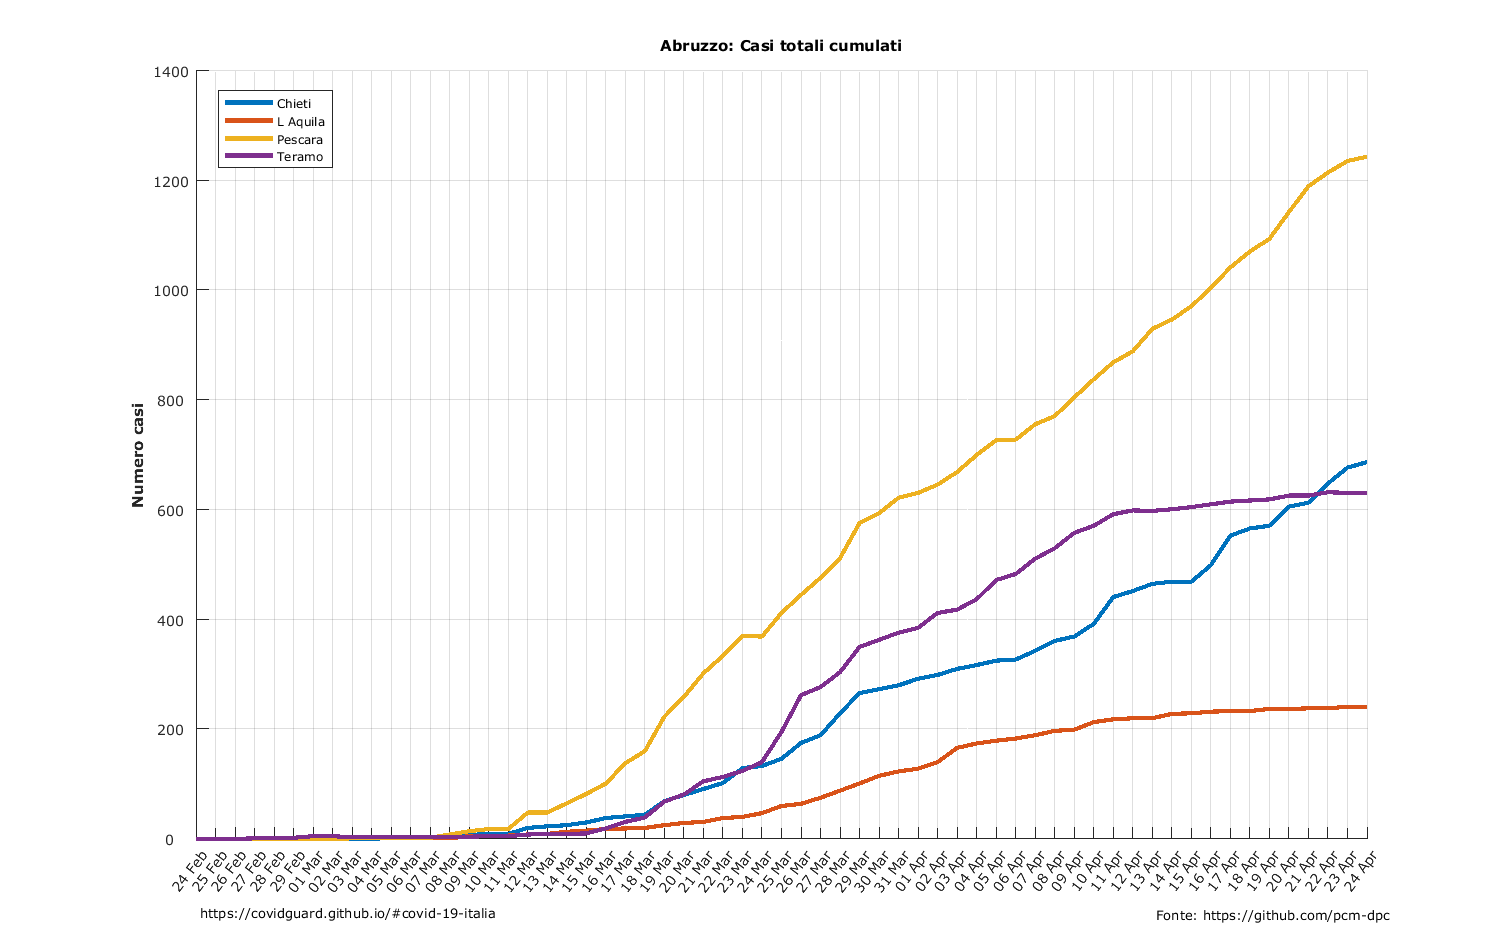 Abruzzo: Casi totali cumulati
1400
1200
1000
800
600
400
200
0
Numero casi
Chieti
L Aquila
Pescara
Teramo
24 Feb
25 Feb
26 Feb
27 Feb
28 Feb
29 Feb
01 Mar
02 Mar
03 Mar
04 Mar
05 Mar
06 Mar
07 Mar
08 Mar
09 Mar
10 Mar
11 Mar
12 Mar
13 Mar
14 Mar
15 Mar
16 Mar
17 Mar
18 Mar
19 Mar
20 Mar
21 Mar
22 Mar
23 Mar
24 Mar
25 Mar
26 Mar
27 Mar
28 Mar
29 Mar
30 Mar
31 Mar
01 Apr
02 Apr
03 Apr
04 Apr
05 Apr
06 Apr
07 Apr
08 Apr
09 Apr
10 Apr
11 Apr
12 Apr
13 Apr
14 Apr
15 Apr
16 Apr
17 Apr
18 Apr
19 Apr
20 Apr
21 Apr
22 Apr
23 Apr
24 Apr
https://covidguard.github.io/#covid-19-italia
Fonte: https://github.com/pcm-dpc